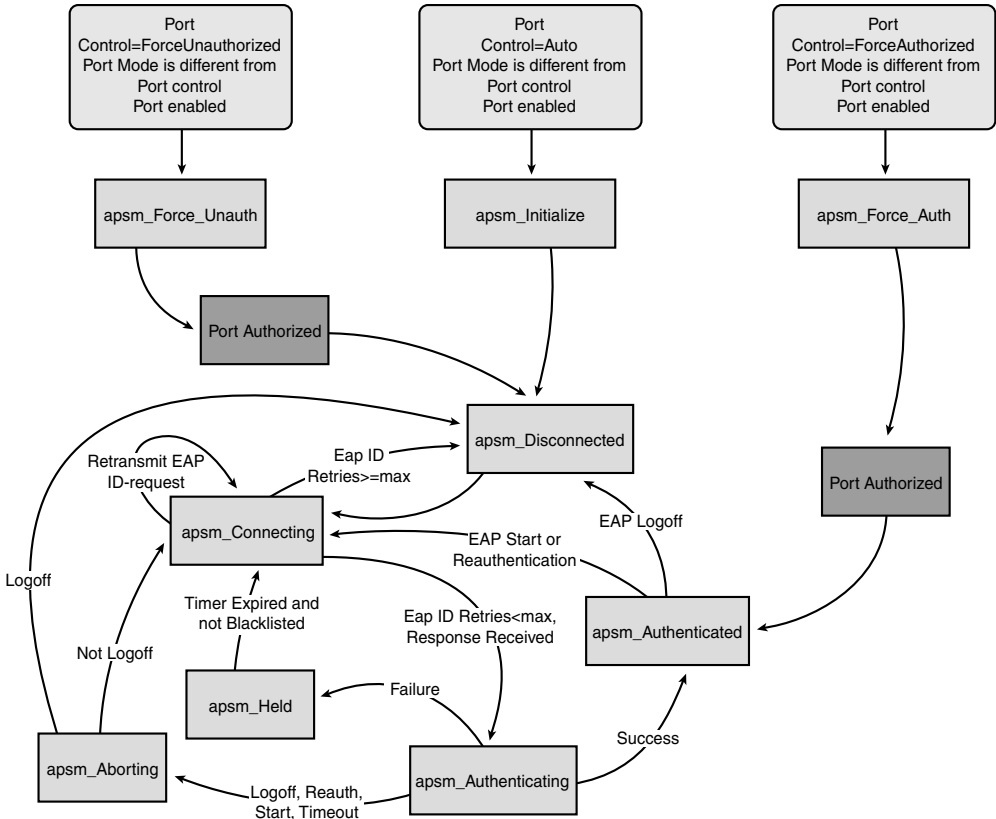 Port
Control=ForceUnauthorized
Port Mode is different from
Port control
Port enabled
Port
Control=Auto
Port Mode is different from
Port control
Port enabled
Port
Control=ForceAuthorized
Port Mode is different from
Port control
Port enabled
apsm_Force_Unauth
apsm_Initialize
apsm_Force_Auth
Port Authorized
apsm_Disconnected
Retransmit EAP
ID-request
Eap ID
Retries>=max
Port Authorized
apsm_Connecting
EAP Logoff
EAP Start or
Reauthentication
Logoff
Timer Expired and
not Blacklisted
Eap ID Retries<max,
Response Received
apsm_Authenticated
Not Logoff
apsm_Held
Failure
Success
apsm_Aborting
apsm_Authenticating
Logoff, Reauth,
Start, Timeout